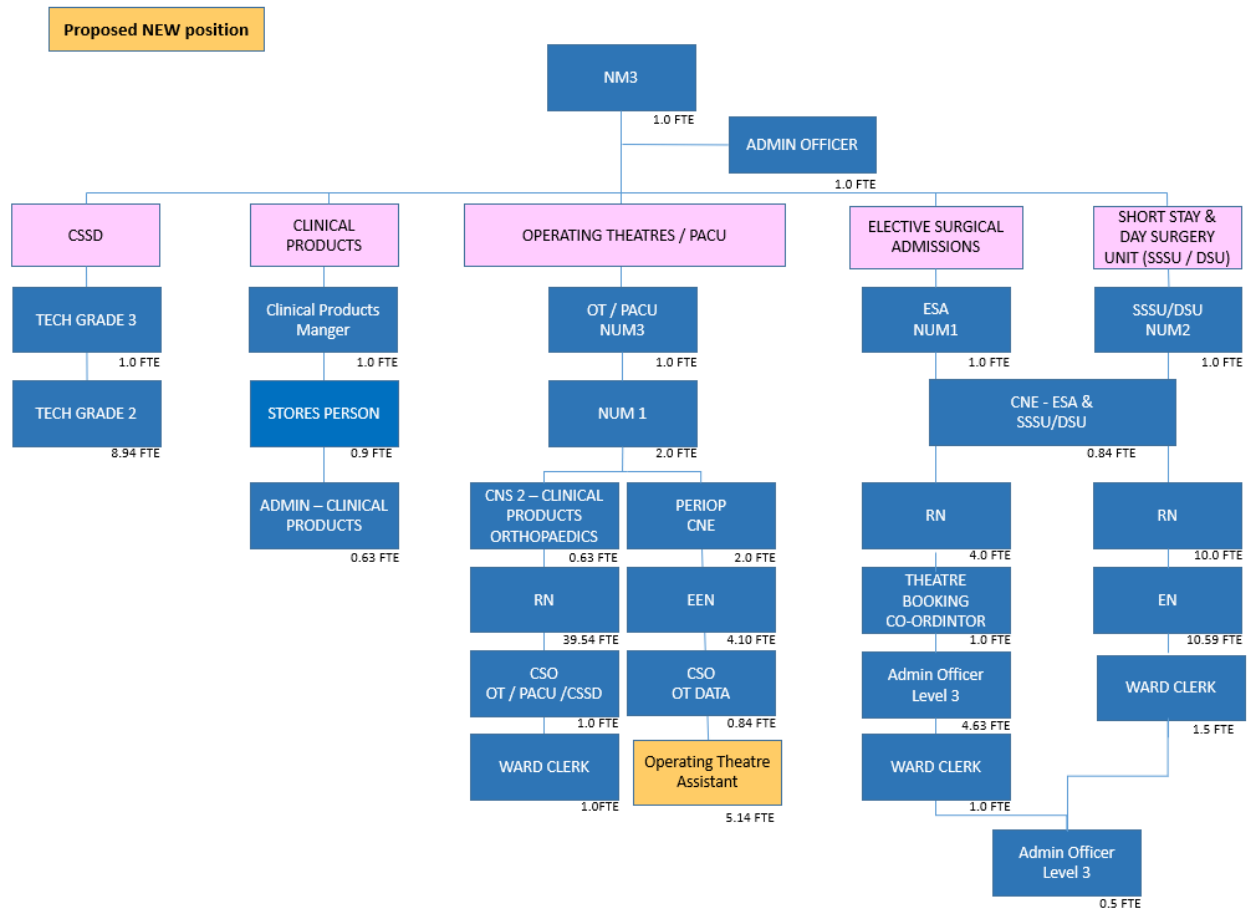 Proposed NEW position
NM3
1.0 FTE
ADMIN OFFICER
1.0 FTE
CSSD
TECH GRADE 3
1.0 FTE
TECH GRADE 2
8.94 FTE
CLINICAL
PRODUCTS
Clinical Products
Manger
1.0 FTE
STORES PERSON
0.9 FTE
ADMIN – CLINICAL
PRODUCTS
0.63 FTE
OPERATING THEATRES / PACU
OT / PACU
NUM3
1.0 FTE
NUM 1
2.0 FTE
CNS 2 – CLINICAL
PRODUCTS
ORTHOPAEDICS
0.63 FTE
RN
39.54 FTE
CSO
OT / PACU /CSSD
1.0 FTE
WARD CLERK
1.0FTE
PERIOP
CNE
2.0 FTE
EEN
4.10 FTE
CSO
OT DATA
0.84 FTE
Operating Theatre
Assistant
5.14 FTE
ELECTIVE SURGICAL
ADMISSIONS
ESA
NUM1
1.0 FTE
SHORT STAY &
DAY SURGERY
UNIT (SSSU / DSU)
SSSU/DSU
NUM2
1.0 FTE
CNE - ESA &
SSSU/DSU
0.84 FTE
RN
4.0 FTE
THEATRE
BOOKING
CO-ORDINTOR
1.0 FTE
Admin Officer
Level 3
4.63 FTE
WARD CLERK
1.0 FTE
RN
10.0 FTE
EN
10.59 FTE
WARD CLERK
1.5 FTE
Admin Officer
Level 3
0.5 FTE